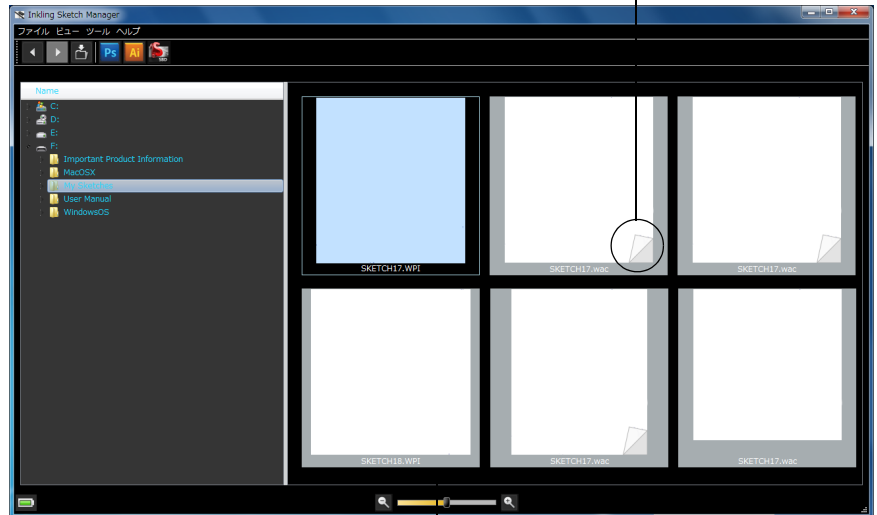 Inkling Sketch Manager
ファイル ビュー ツール ヘルプ
Ps Ai SBD
Name
C:
D:
E:
F:
Important Product Information
MacOSX
My Sketches
User Manual
WindowsOS
SKETCH17.WPI SKETCH17.wac SKETCH17.wac
SKETCH18.WPI SKETCH17.wac SKETCH17.wac